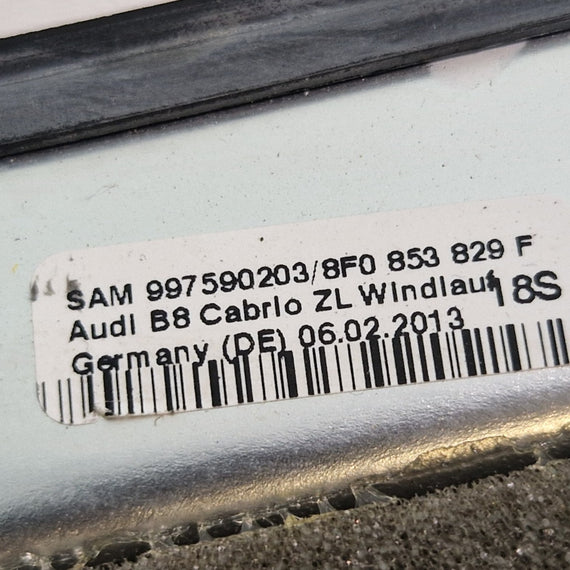 SAM 997590203/8F0 853 829 F
Audi B8 Cabrio ZL Windlauf 18S
Germany (DE) 06.02.2013